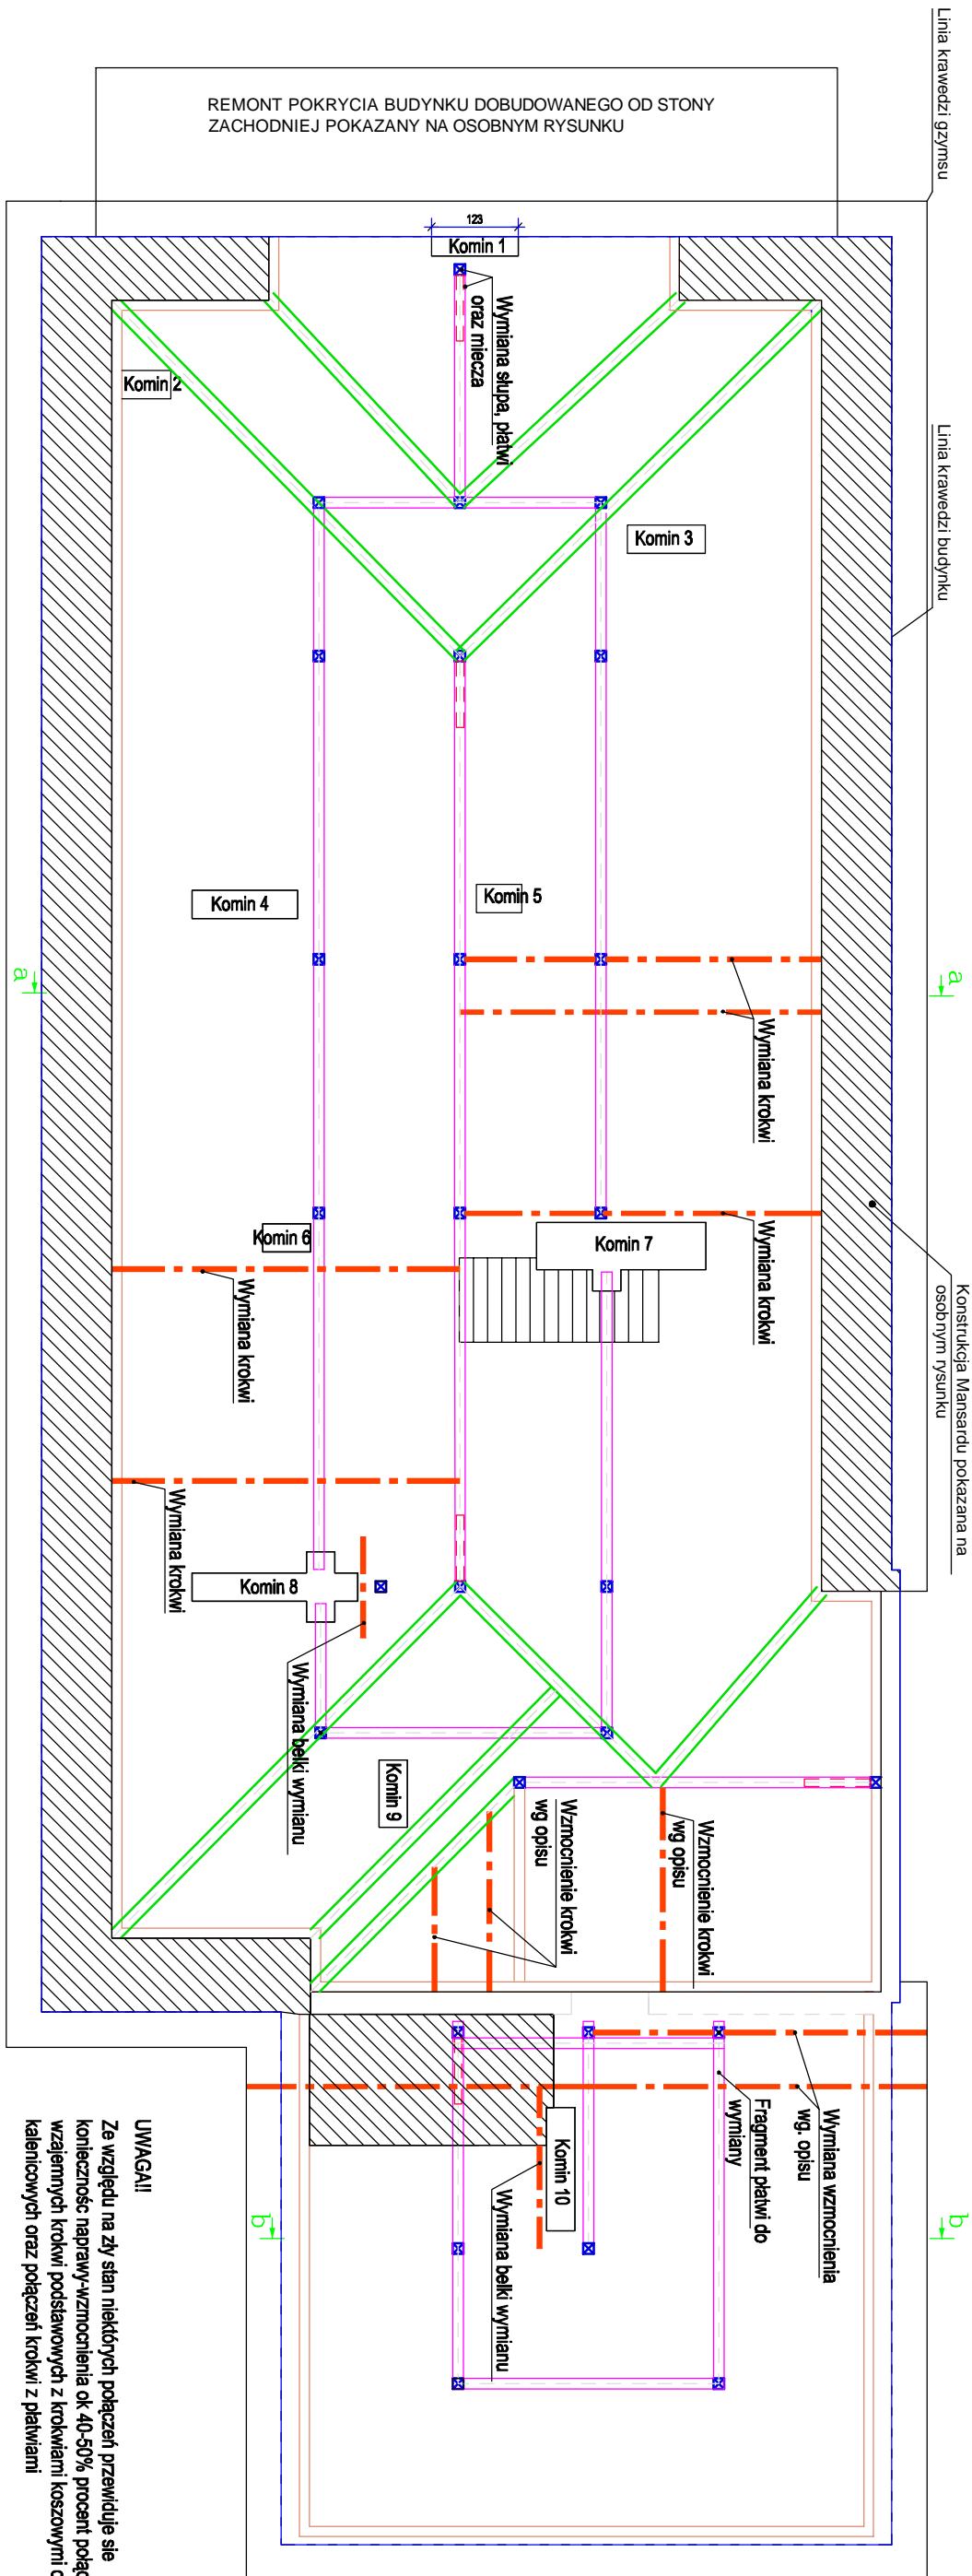 Linia krawedzi gzymsu
REMONT POKRYCIA BUDYNKU DOBUDOWANEGO OD STONY
ZACHODNIEJ POKAZANY NA OSOBNYM RYSUNKU
123
Komin 1
Wymiana słupa, płatwi
oraz miecza
Komin 2
Linia krawedzi budynku
Komin 3
Komin 4
Komin 5
a
a
Wymiana krokwi
Konstrukcja Mansardu pokazana na
osobnym rysunku
Komin 6
Komin 7
Wymiana krokwi
Wymiana krokwi
Wymiana krokwi
Komin 8
Wymiana belki wymianu
Komin 9
Wzmocnienie krokwi
wg opisu
Wzmocnienie krokwi
wg opisu
Wymiana wzmocnienia
wg. opisu
Fragment płatwi do
wymiany
Komin 10
Wymiana belki wymianu
b
b
UWAGA!!
Ze względu na zły stan niektórych połączeń przewiduje sie
koniecznośc naprawy-wzmocnienia ok 40-50% procent
wzajemnych krokwi podstawowych z krokwiami koszowymi
kalenicowych oraz połączeń krokwi z płatwiami